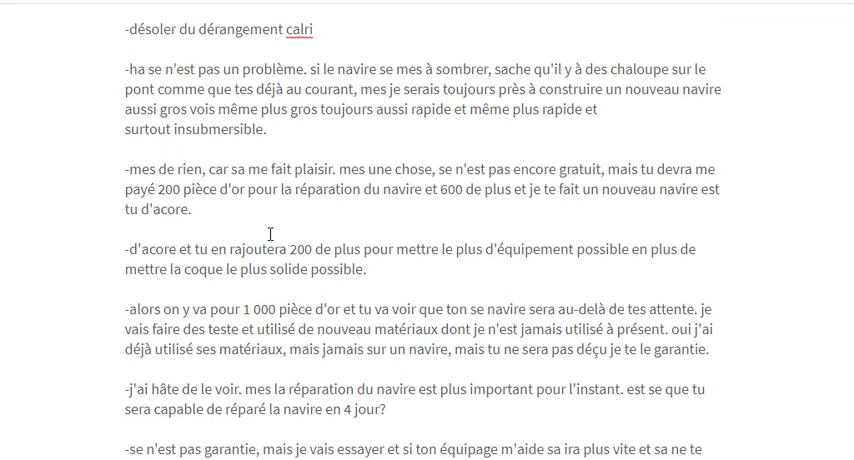 -désoler du dérangement calri
-ha se n'est pas un problème. si le navire se mes à sombrer, sache qu'il y à des chaloupe sur le
pont comme que tes déjà au courant, mes je serais toujours près à construire un nouveau navire
aussi gros vois même plus gros toujours aussi rapide et même plus rapide et
surtout insubmersible.
-mes de rien, car sa me fait plaisir. mes une chose, se n'est pas encore gratuit, mais tu devra me
payé 200 pièce d'or pour la réparation du navire et 600 de plus et je te fait un nouveau navire est
tu d'acore.
-d'acore et tu en rajoutera 200 de plus pour mettre le plus d'équipement possible en plus de
mettre la coque le plus solide possible.
-alors on y va pour 1 000 pièce d'or et tu va voir que ton se navire sera au-delà de tes attente. je
vais faire des teste et utilisé de nouveau matériaux dont je n'est jamais utilisé à présent. oui j'ai
déjà utilisé ses matériaux, mais jamais sur un navire, mais tu ne sera pas déçu je te le garantie.
-j'ai hâte de le voir. mes la réparation du navire est plus important pour l'instant. est se que tu
sera capable de réparé la navire en 4 jour?
-se n'est pas garantie, mais je vais essayer et si ton équipage m'aide sa ira plus vite et sa ne te